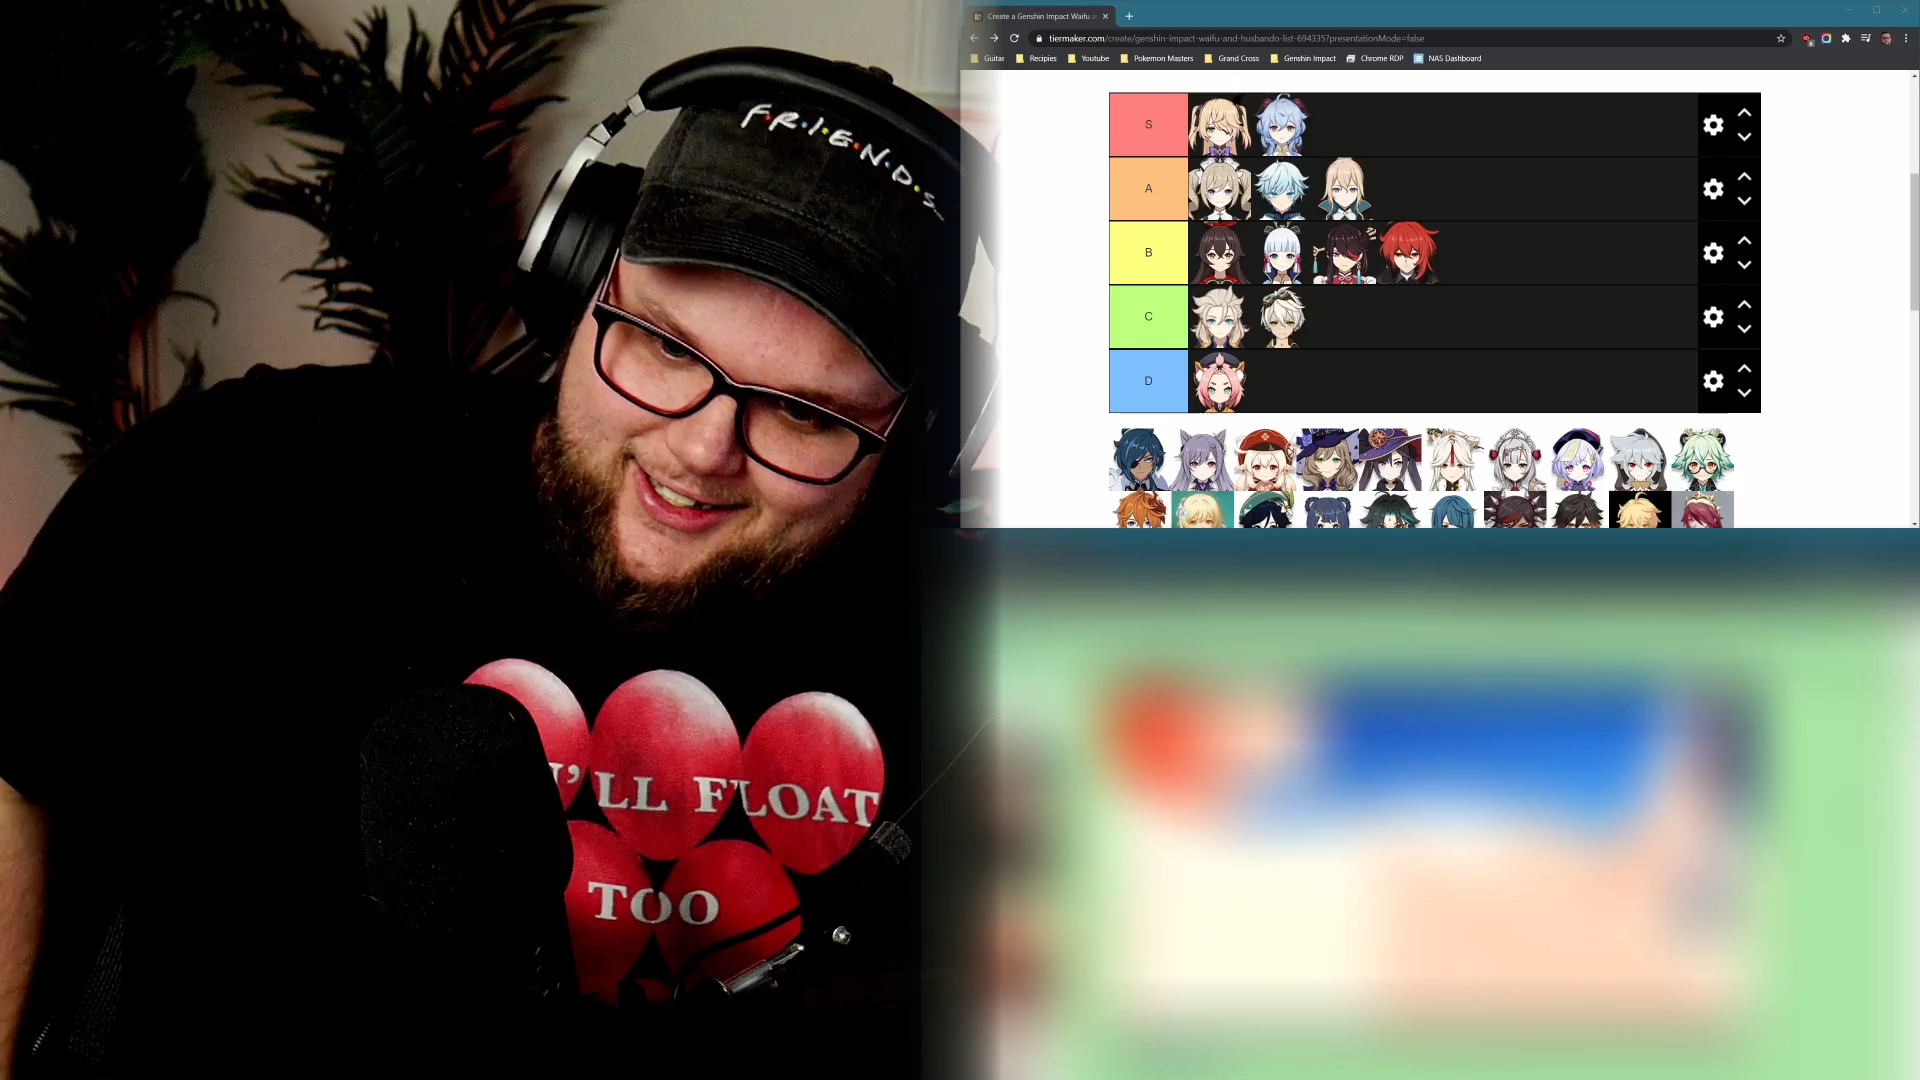 Create a Genshin Impact Waifu a
tiermaker.com/create/genshin-impact-waifu-and-husbando-list-694335?presentationMode=false
Guitar
Recipies
Youtube
Pokemon Masters
Grand Cross
Genshin Impact
Chrome RDP
NAS Dashboard
S
A
B
C
D
F.R.I.E.N.D.S
'LL FLOAT
TOO